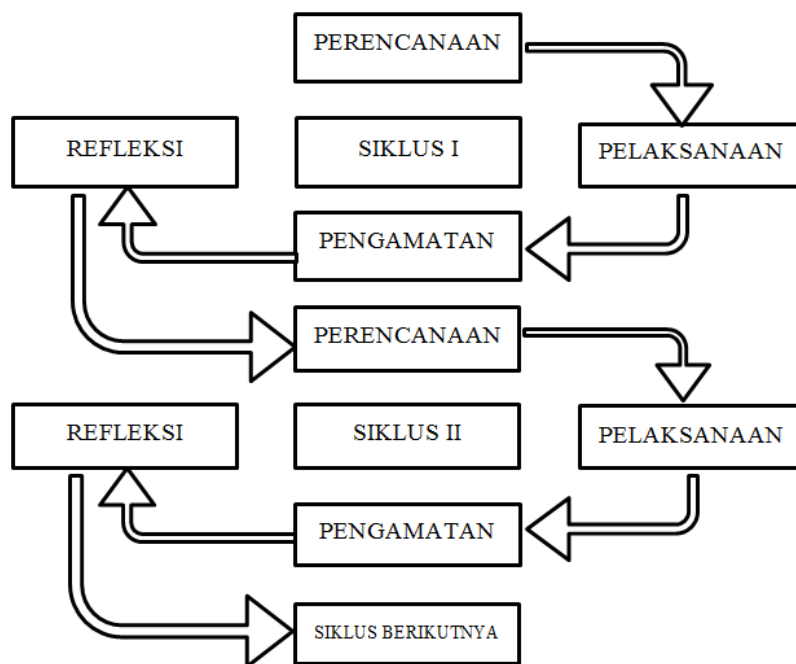 PERENCANAAN
REFLEKSI
SIKLUS I
PELAKSANAAN
PENGAMATAN
PERENCANAAN
REFLEKSI
SIKLUS II
PELAKSANAAN
PENGAMATAN
SIKLUS BERIKUTNYA